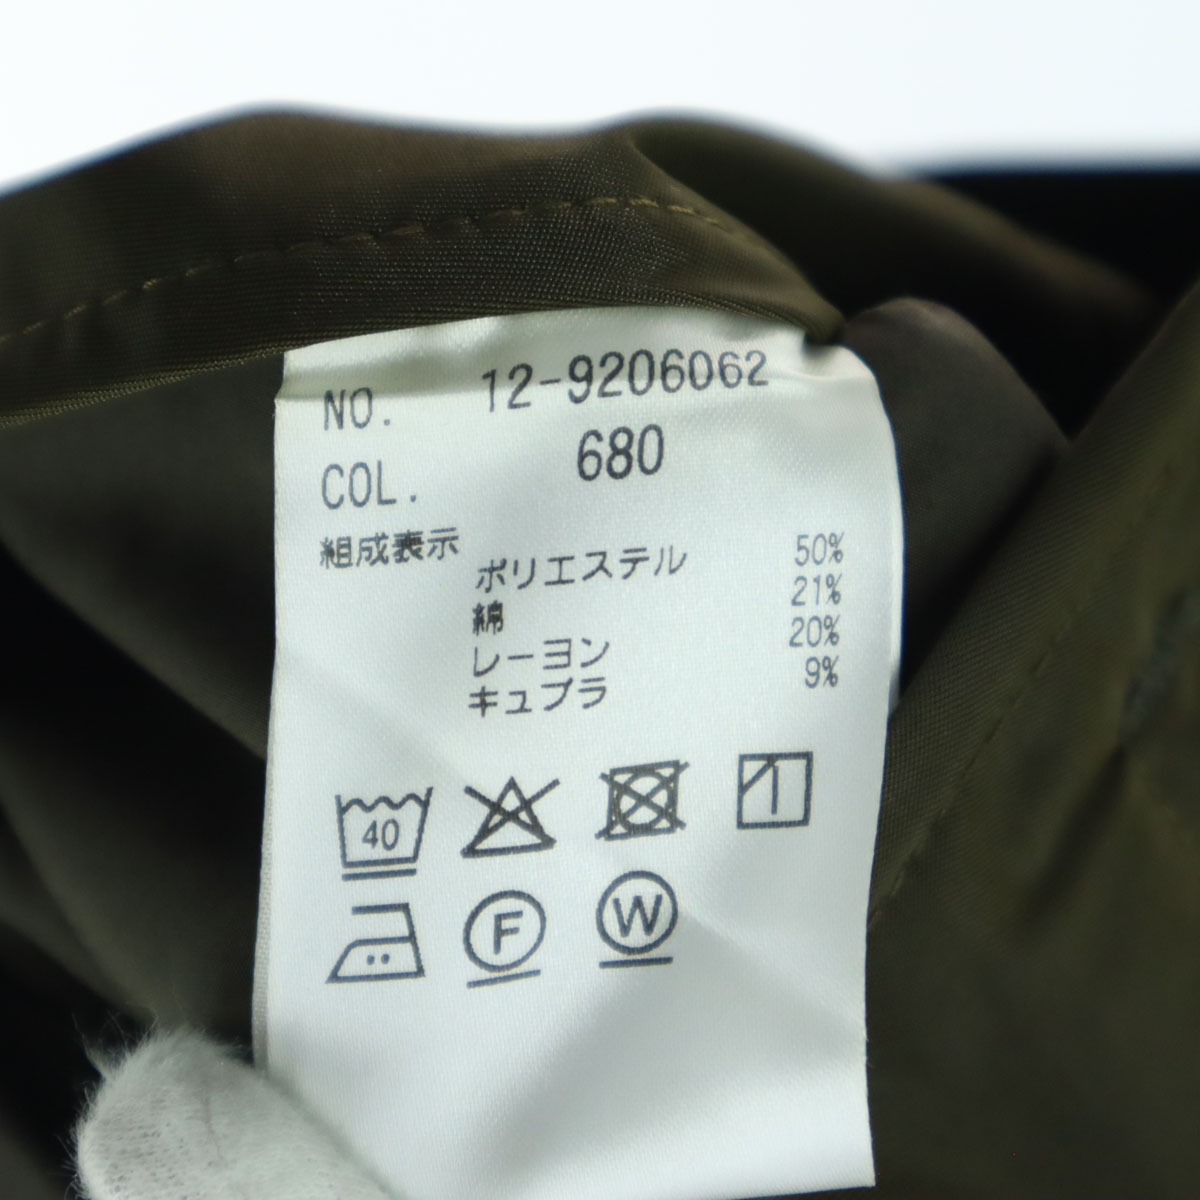 NO. 12-9206062
COL. 680
組成表示
ポリエステル 50%
綿 21%
レーヨン 20%
キュプラ 9%
40
F W